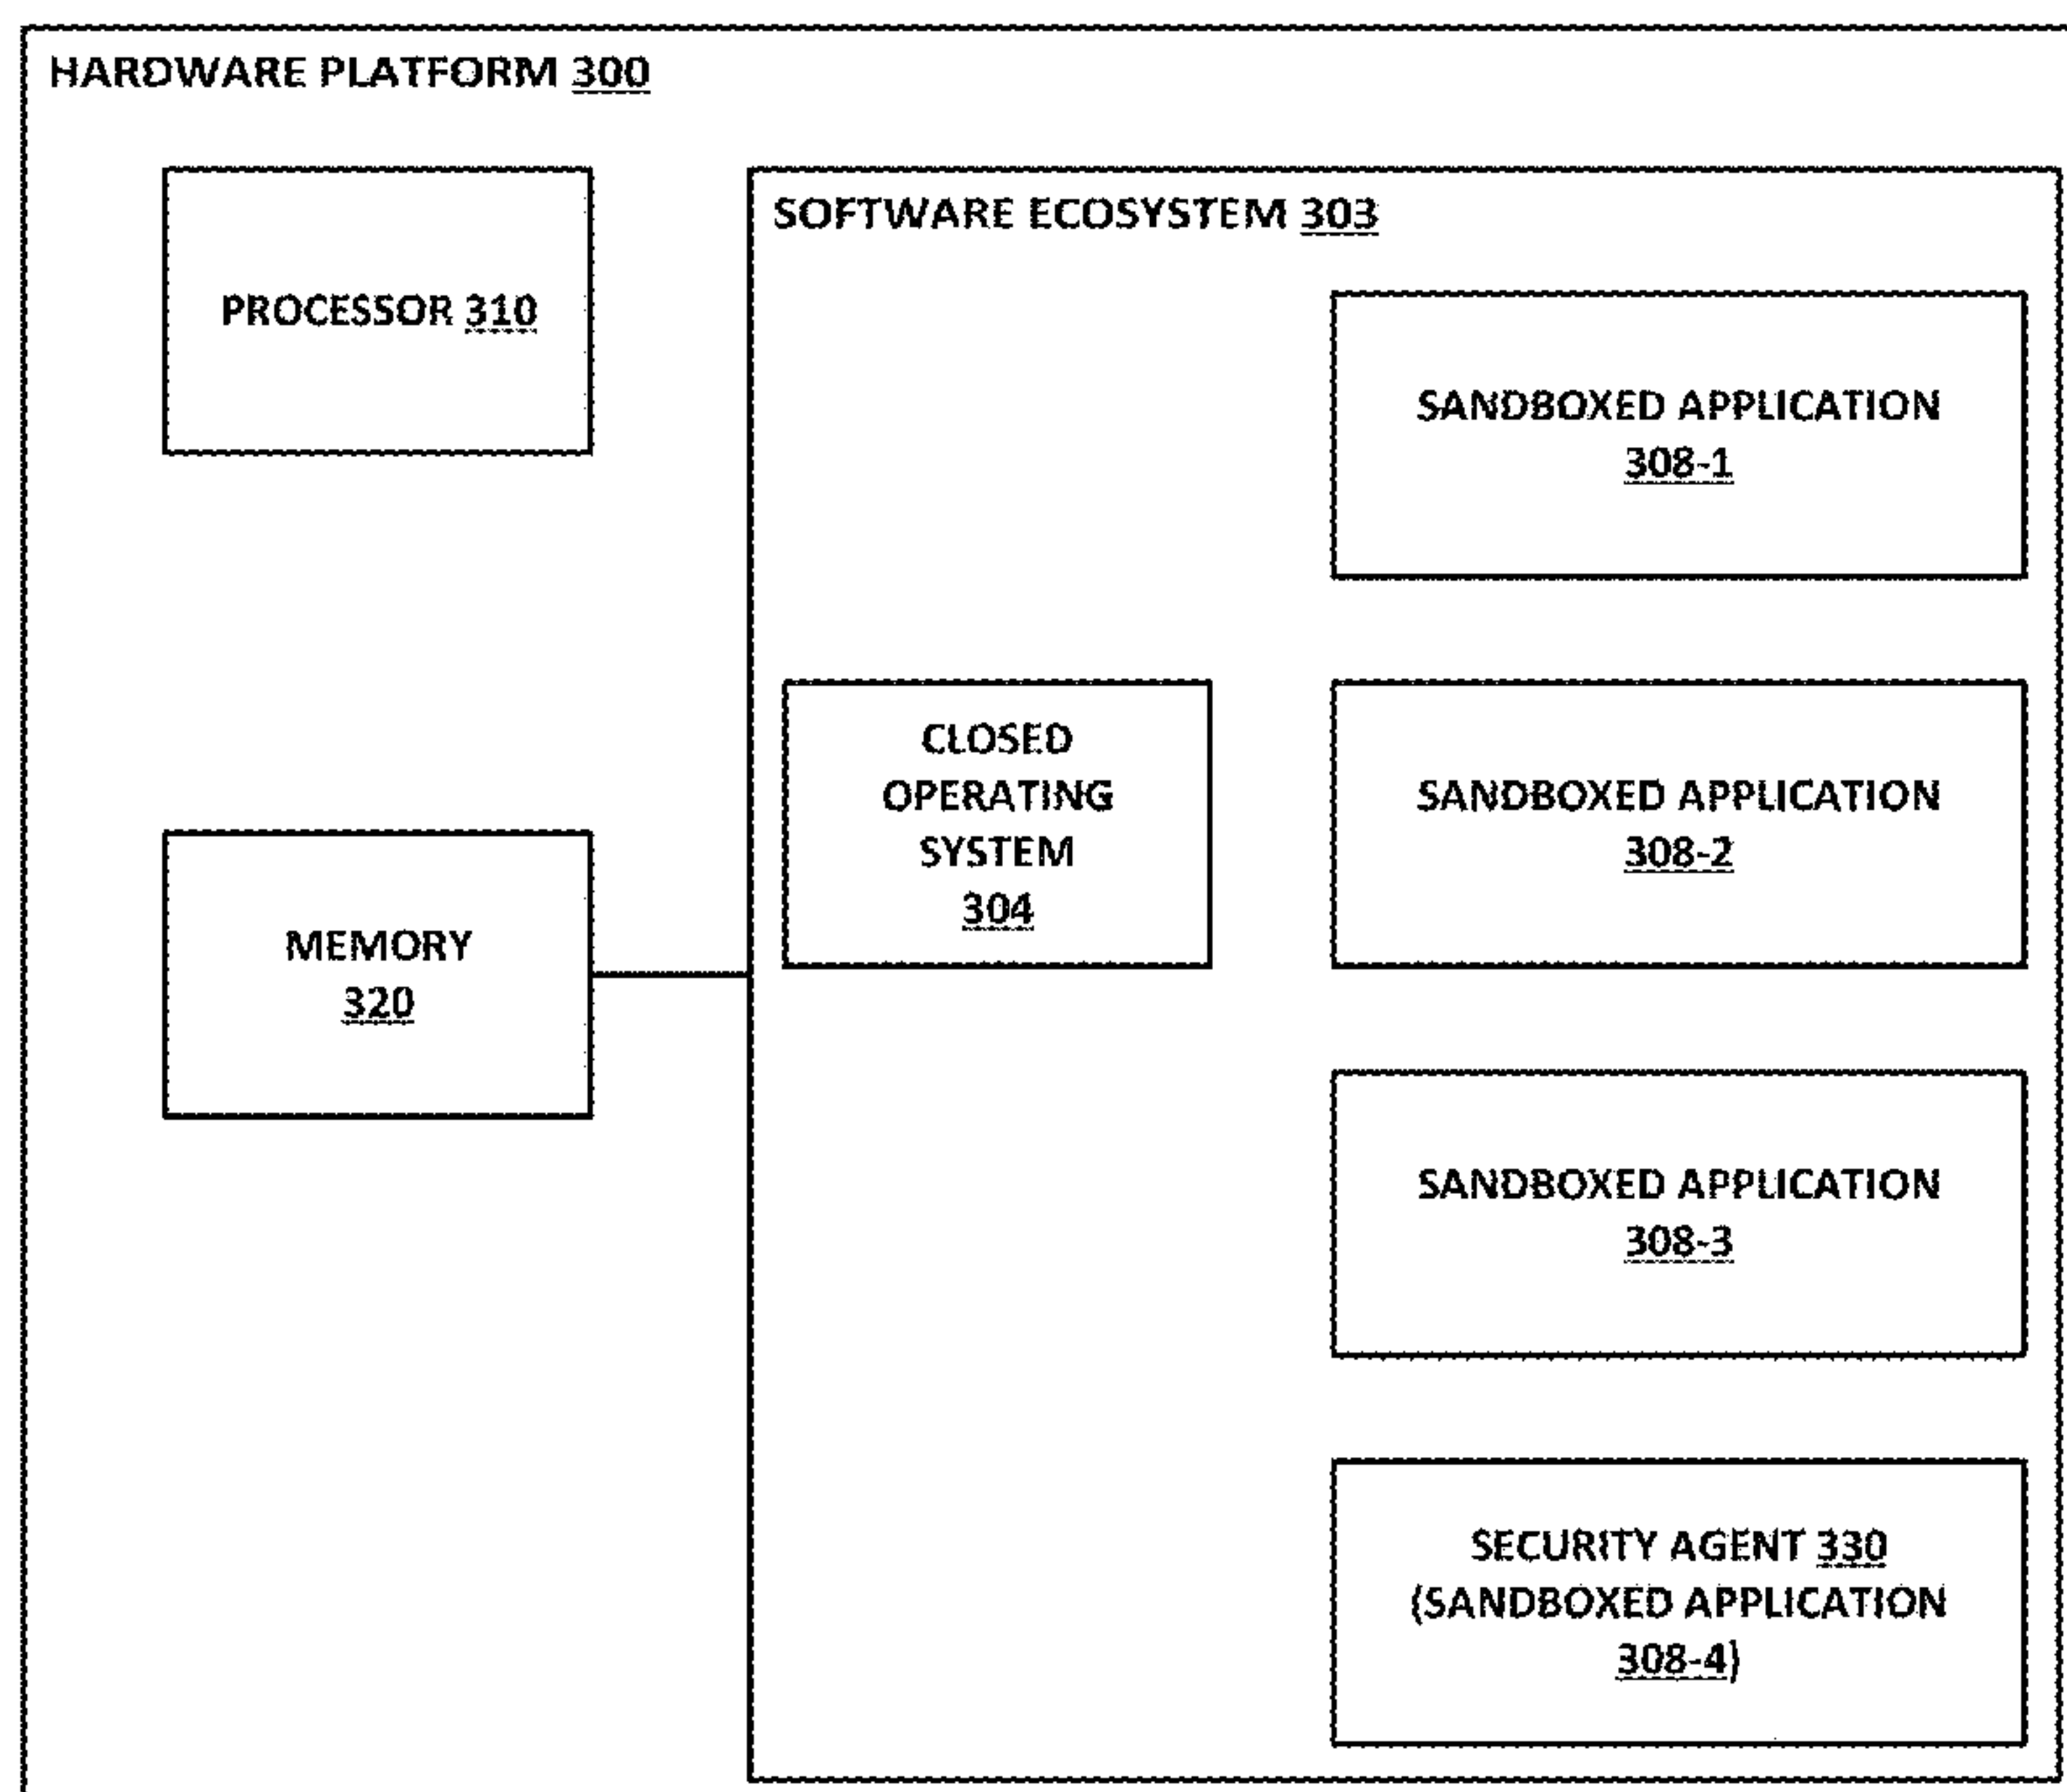 HARDWARE PLATFORM 300
PROCESSOR 310
MEMORY
320
SOFTWARE ECOSYSTEM 303
CLOSED
OPERATING
SYSTEM
304
SANDBOXED APPLICATION
308-1
SANDBOXED APPLICATION
308-2
SANDBOXED APPLICATION
308-3
SECURITY AGENT 330
(SANDBOXED APPLICATION
308-4)